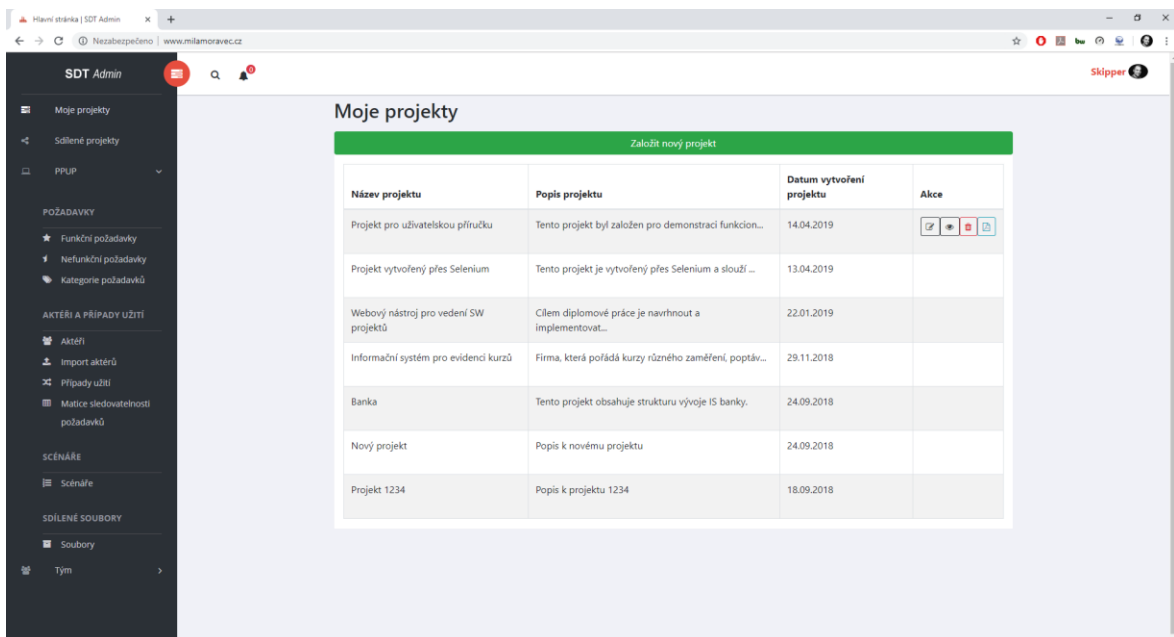 Hlavní stránka | SDT Admin
Nezabezpečeno | www.milamoravec.cz
SDT Admin
0
Skipper
Moje projekty
Sdílené projekty
PPUP
POŽADAVKY
Funkční požadavky
Nefunkční požadavky
Kategorie požadavků
AKTÉŘI A PŘÍPADY UŽITÍ
Aktéři
Import aktérů
Případy užití
Matice sledovatelnosti
požadavků
SCÉNÁŘE
Scénáře
SDÍLENÉ SOUBORY
Soubory
Tým
Moje projekty
Založit nový projekt
Název projektu Popis projektu Datum vytvoření projektu Akce
Projekt pro uživatelskou příručku Tento projekt byl založen pro demonstraci funkcion... 14.04.2019
Projekt vytvořený přes Selenium Tento projekt je vytvořený přes Selenium a slouží ... 13.04.2019
Webový nástroj pro vedení SW projektů Cílem diplomové práce je navrhnout a implementovat... 22.01.2019
Informační systém pro evidenci kurzů Firma, která pořádá kurzy různého zaměření, poptáv... 29.11.2018
Banka Tento projekt obsahuje strukturu vývoje IS banky. 24.09.2018
Nový projekt Popis k novému projektu 24.09.2018
Projekt 1234 Popis k projektu 1234 18.09.2018